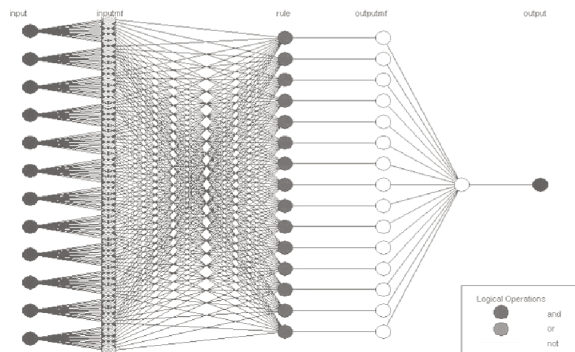 input inputmf rule outputmf output
Logical Operations
and
or
not